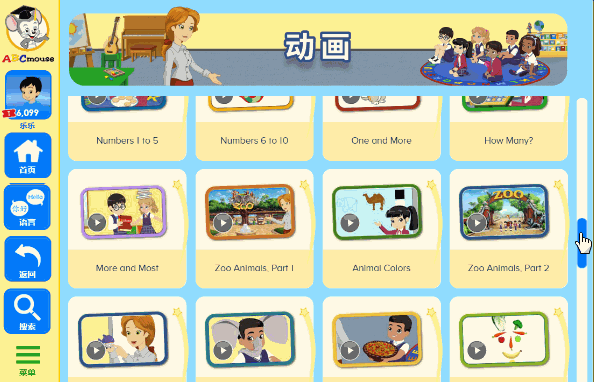 动画
ABCmouse
1
6,099
乐乐
首页
你好
Hello
语言
返回
搜索
菜单
Numbers 1 to 5
Numbers 6 to 10
One and More
How Many?
More and Most
Zoo Animals, Part 1
Animal Colors
Zoo Animals, Part 2
ZOO
ZOO